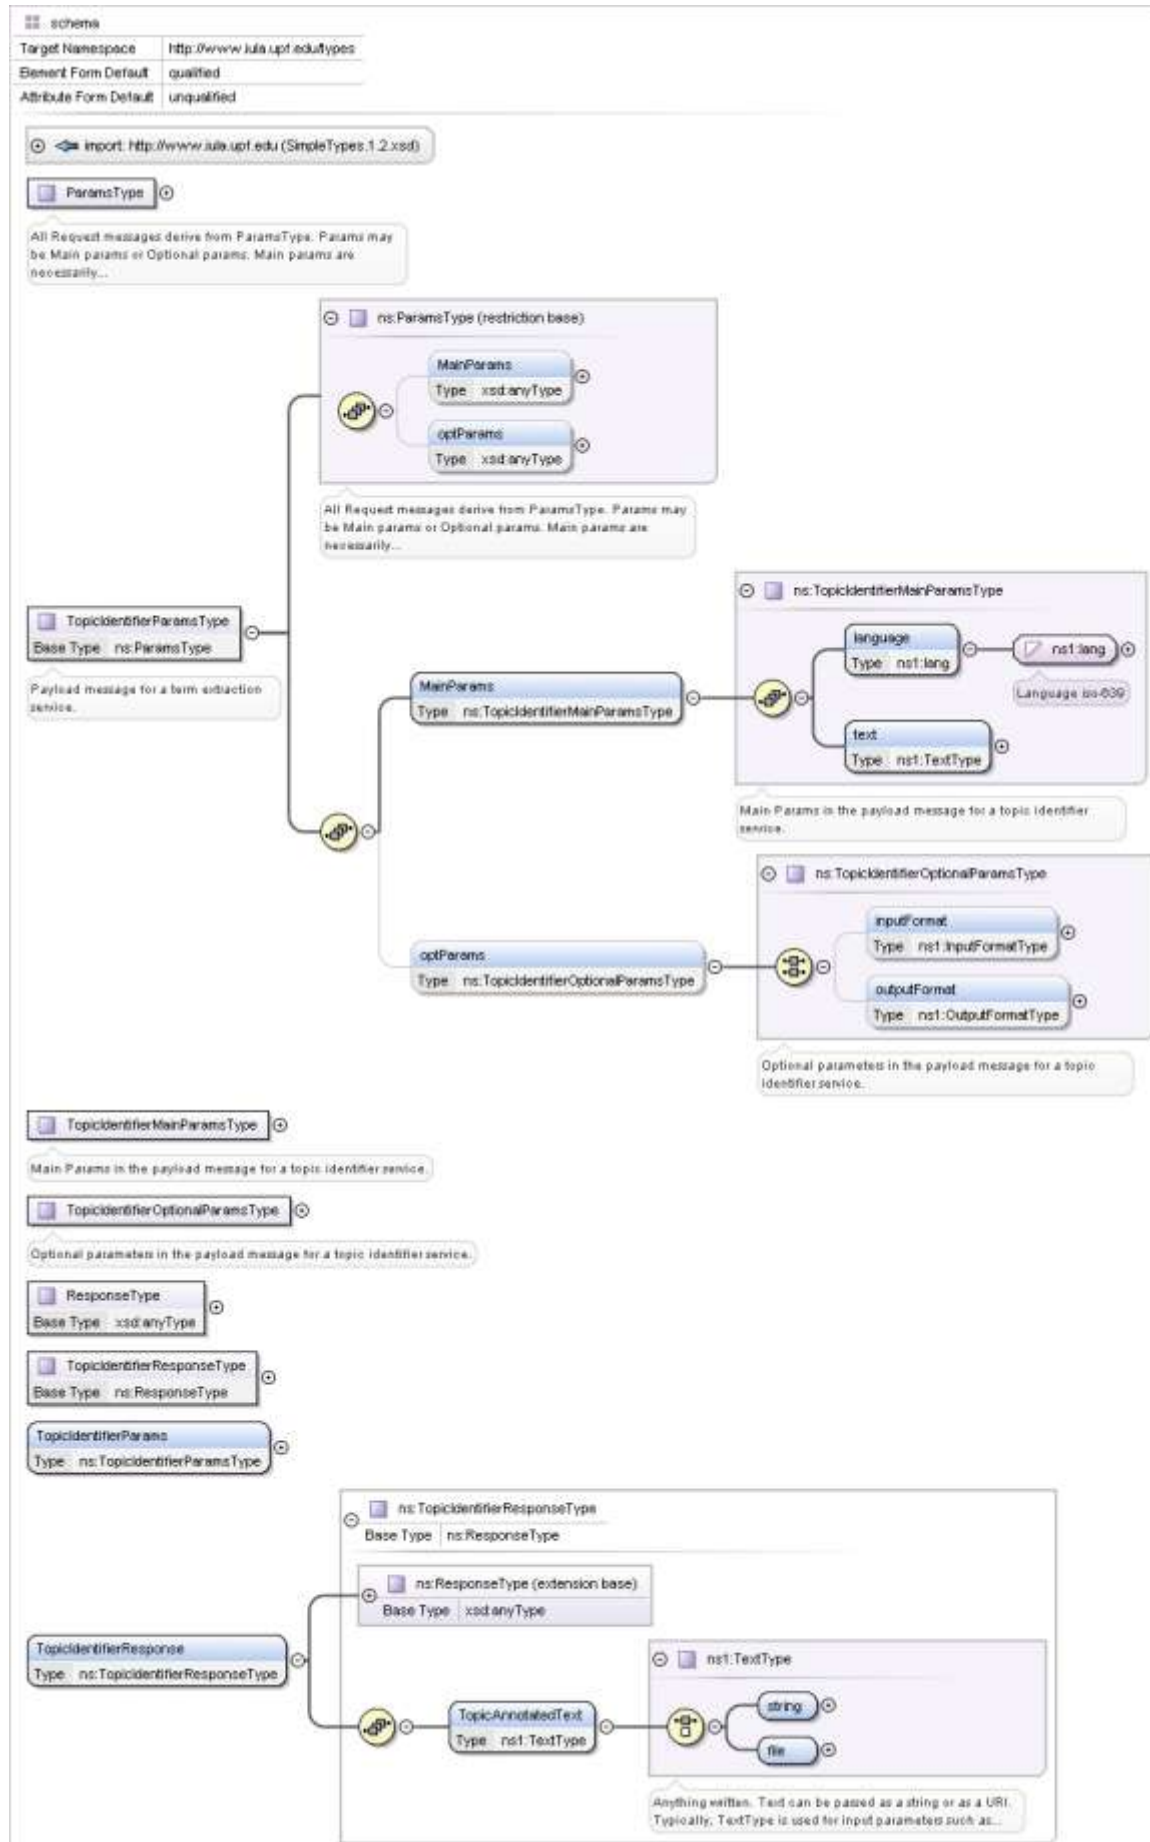 schema
Target Namespace http://www.iula.upf.edu/types
Element Form Default qualified
Attribute Form Default unqualified
import: http://www.iula.upf.edu (SimpleTypes.1.2.xsd)
ParamsType
All Request messages derive from ParamsType. Params may
be Main params or Optional params. Main params are
necessarily...
ns:ParamsType (restriction base)
MainParams
Type xsd:anyType
optParams
Type xsd:anyType
All Request messages derive from ParamsType. Params may
be Main params or Optional params. Main params are
necessarily...
TopicIdentifierParamsType
Base Type ns:ParamsType
Payload message for a term extraction
service.
MainParams
Type ns:TopicIdentifierMainParamsType
ns:TopicIdentifierMainParamsType
language
Type ns1:lang
ns1:lang
Language iso-639
text
Type ns1:TextType
Main Params in the payload message for a topic identifier
service.
optParams
Type ns:TopicIdentifierOptionalParamsType
ns:TopicIdentifierOptionalParamsType
inputFormat
Type ns1:InputFormatType
outputFormat
Type ns1:OutputFormatType
Optional parameters in the payload message for a topic
identifier service.
TopicIdentifierMainParamsType
Main Params in the payload message for a topic identifier service.
TopicIdentifierOptionalParamsType
Optional parameters in the payload message for a topic identifier service.
ResponseType
Base Type xsd:anyType
TopicIdentifierResponseType
Base Type ns:ResponseType
TopicIdentifierParams
Type ns:TopicIdentifierParamsType
ns:TopicIdentifierResponseType
Base Type ns:ResponseType
ns:ResponseType (extension base)
Base Type xsd:anyType
TopicIdentifierResponse
Type ns:TopicIdentifierResponseType
TopicAnnotatedText
Type ns1:TextType
ns1:TextType
string
file
Anything written. Text can be passed as a string or as a URI.
Typically, TextType is used for input parameters such as...